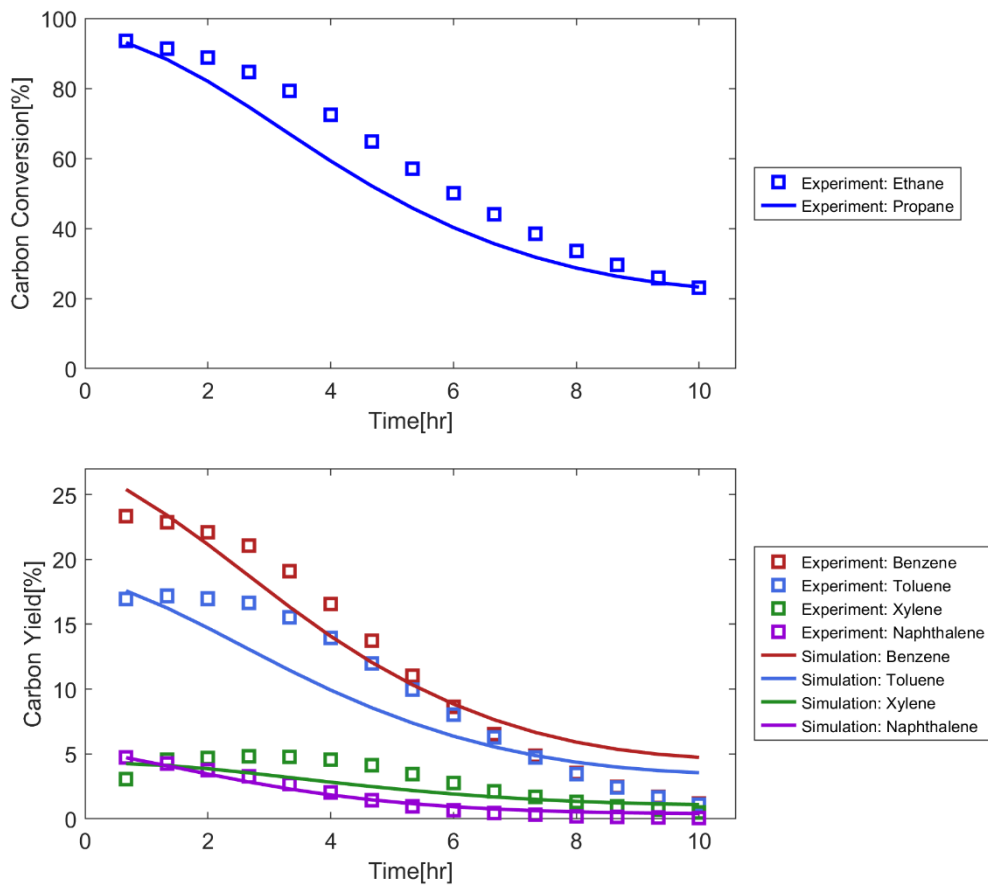 100
80
60
40
20
0
Carbon Conversion[%]
0 2 4 6 8 10
Time[hr]
Experiment: Ethane
Experiment: Propane
25
20
15
10
5
0
Carbon Yield[%]
0 2 4 6 8 10
Time[hr]
Experiment: Benzene
Experiment: Toluene
Experiment: Xylene
Experiment: Naphthalene
Simulation: Benzene
Simulation: Toluene
Simulation: Xylene
Simulation: Naphthalene